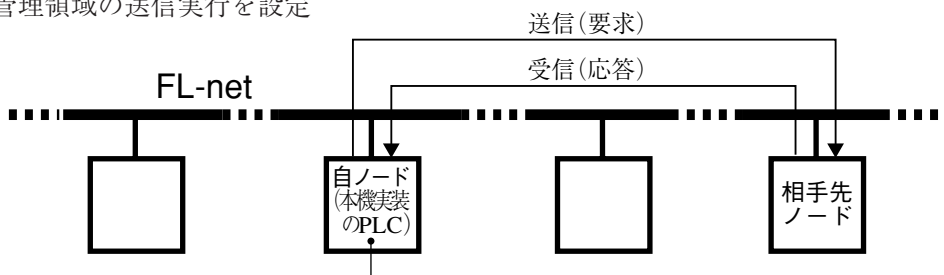 管理領域の送信実行を設定
送信(要求)
受信(応答)
FL-net
自ノード
(本機実装
のPLC)
相手先
ノード